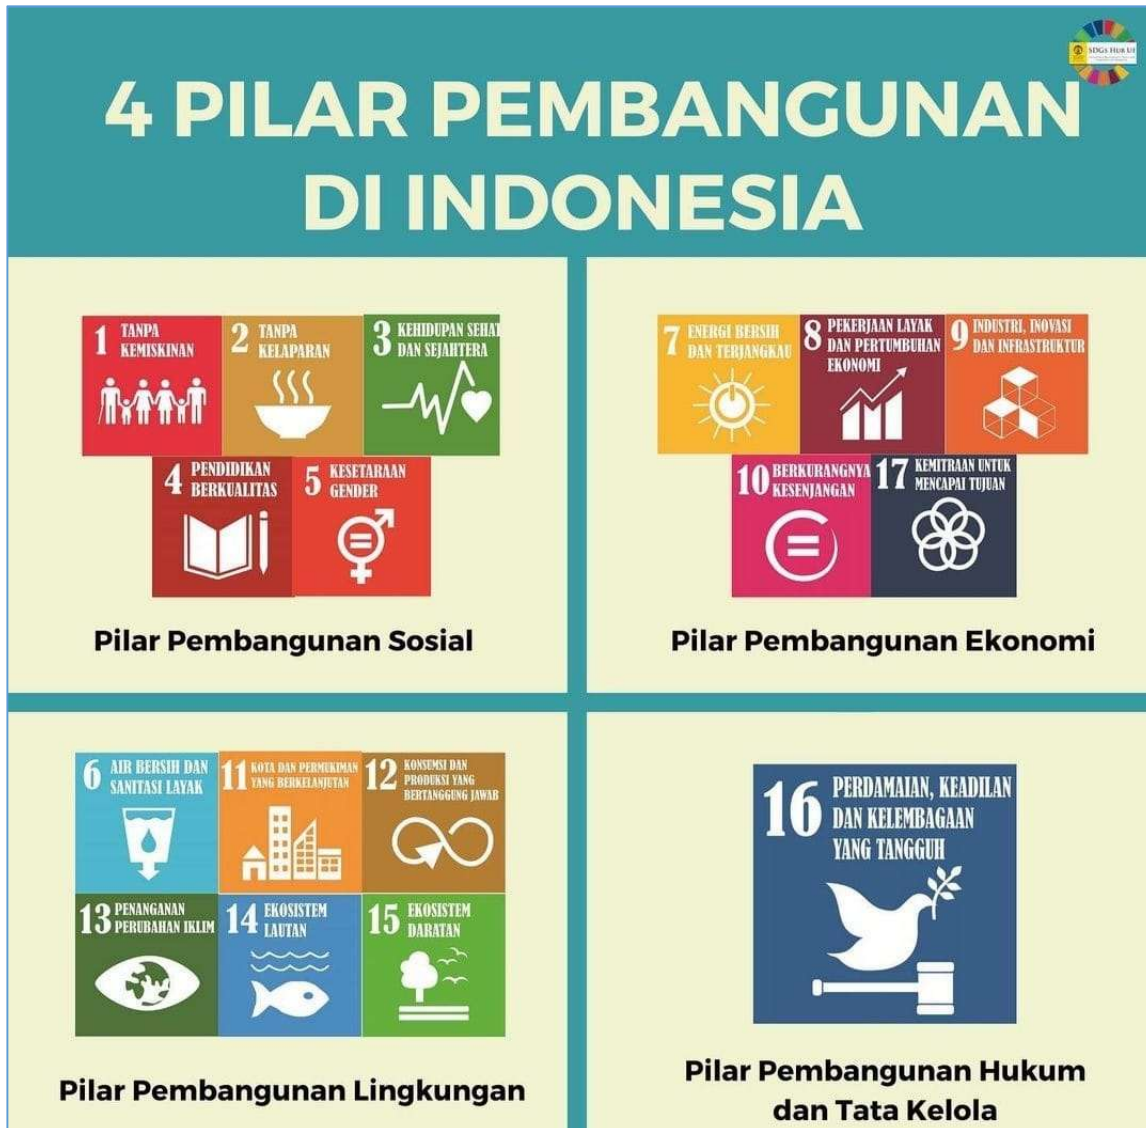 SDGs HUB UI
4 PILAR PEMBANGUNAN
DI INDONESIA
1 TANPA
KEMISKINAN
2 TANPA
KELAPARAN
3 KEHIDUPAN SEHAT
DAN SEJAHTERA
4 PENDIDIKAN
BERKUALITAS
5 KESETARAAN
GENDER
Pilar Pembangunan Sosial
7 ENERGI BERSIH
DAN TERJANGKAU
8 PEKERJAAN LAYAK
DAN PERTUMBUHAN
EKONOMI
9 INDUSTRI, INOVASI
DAN INFRASTRUKTUR
10 BERKURANGNYA
KESENJANGAN
17 KEMITRAAN UNTUK
MENCAPAI TUJUAN
Pilar Pembangunan Ekonomi
6 AIR BERSIH DAN
SANITASI LAYAK
11 KOTA DAN PERMUKIMAN
YANG BERKELANJUTAN
12 KONSUMSI DAN
PRODUKSI YANG
BERTANGGUNG JAWAB
13 PENANGANAN
PERUBAHAN IKLIM
14 EKOSISTEM
LAUTAN
15 EKOSISTEM
DARATAN
Pilar Pembangunan Lingkungan
16 PERDAMAIAN, KEADILAN
DAN KELEMBAGAAN
YANG TANGGUH
Pilar Pembangunan Hukum
dan Tata Kelola